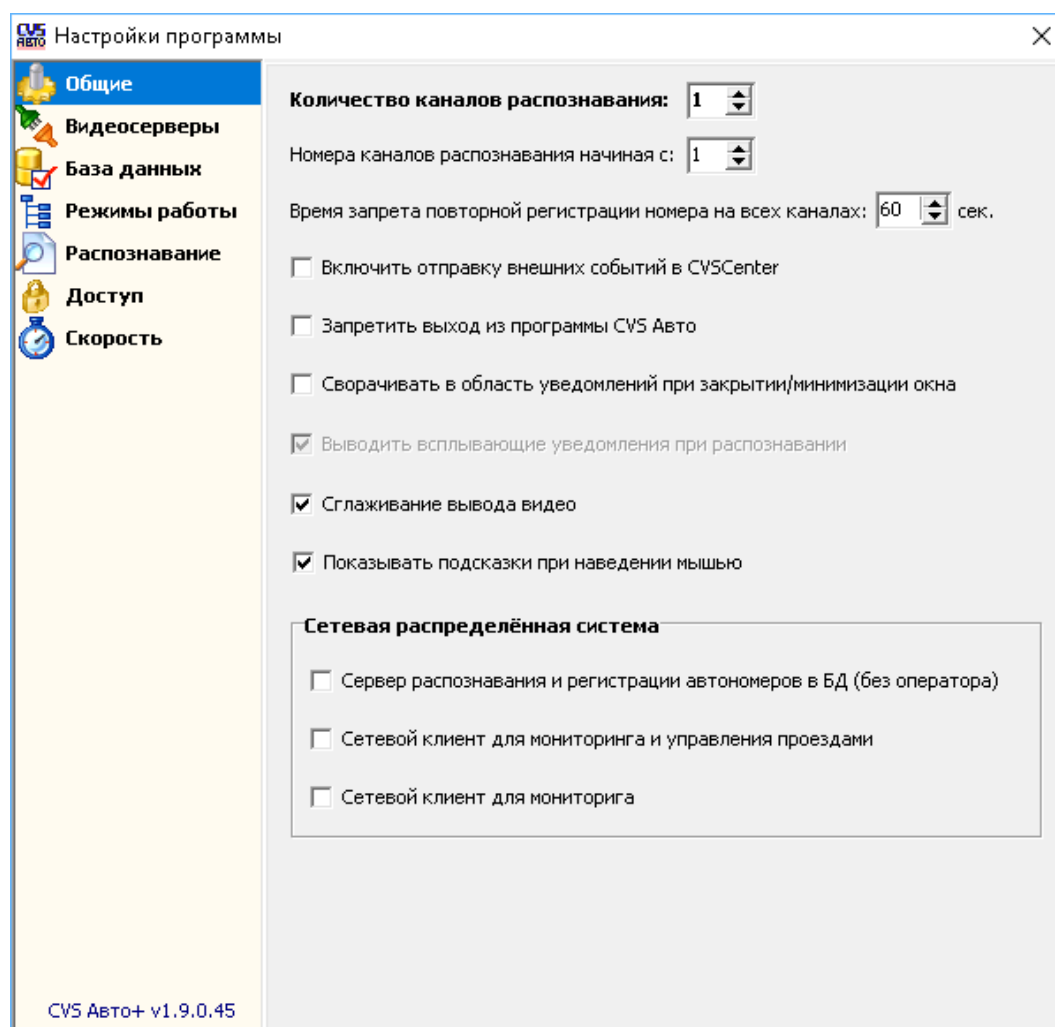 CVS АВТО Настройки программы
Общие
Видеосерверы
База данных
Режимы работы
Распознавание
Доступ
Скорость
CVS Авто+ v1.9.0.45
Количество каналов распознавания: 1
Номера каналов распознавания начиная с: 1
Время запрета повторной регистрации номера на всех каналах: 60 сек.
Включить отправку внешних событий в CVSCenter
Запретить выход из программы CVS Авто
Сворачивать в область уведомлений при закрытии/минимизации окна
Выводить всплывающие уведомления при распознавании
Сглаживание вывода видео
Показывать подсказки при наведении мышью
Сетевая распределённая система
Сервер распознавания и регистрации автономеров в БД (без оператора)
Сетевой клиент для мониторинга и управления проездами
Сетевой клиент для мониторига